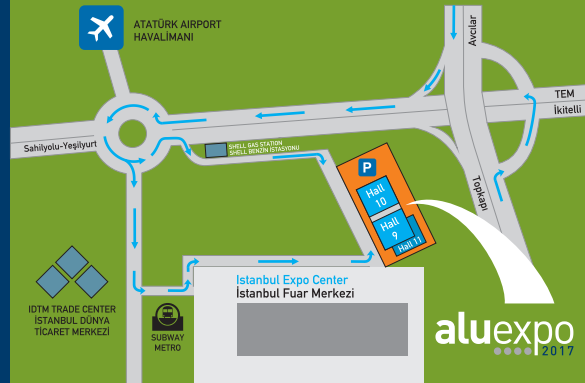 ATATÜRK AIRPORT
HAVALİMANI
Avcılar
TEM
İkitelli
Sahilyolu-Yeşilyurt
SHELL GAS STATION
SHELL BENZİN İSTASYONU
P
Hall
10
Hall
9
Hall 11
Topkapı
Istanbul Expo Center
İstanbul Fuar Merkezi
IDTM TRADE CENTER
İSTANBUL DÜNYA
TİCARET MERKEZİ
SUBWAY
METRO
aluexpo
2017